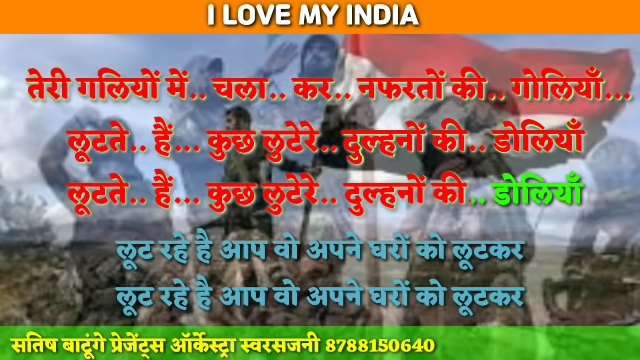 I LOVE MY INDIA
तेरी गलियों में.. चला.. कर.. नफरतों की.. गोलियाँ...
लूटते.. हैं... कुछ लुटेरे.. दुल्हनों की.. डोलियाँ
लूटते.. हैं... कुछ लुटेरे.. दुल्हनों की.. डोलियाँ
लूट रहे है आप वो अपने घरों को लूटकर
लूट रहे है आप वो अपने घरों को लूटकर
सतिष बाटूंगे प्रेजेंट्स ऑर्केस्ट्रा स्वरसजनी 8788150640